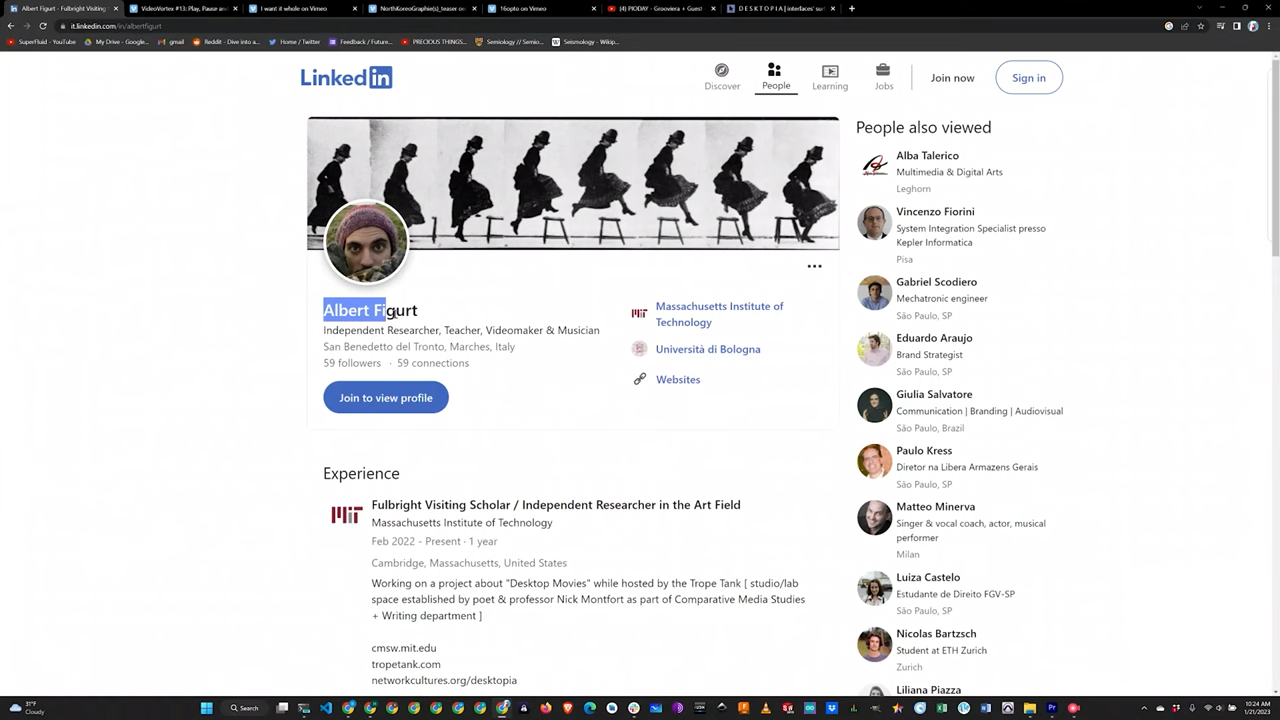 Albert Figurt - Fulbright Visiting
VideoVortex #13: Play, Pause and
I want it whole on Vimeo
NorthKoreoGraphie(s)_teaser on
16opto on Vimeo
(4) PIODAY - Grooviera + Guest
D E S K T O P I A | interfaces' surf
it.linkedin.com/in/albertfigurt
SuperFluid - YouTube
My Drive - Google...
gmail
Reddit - Dive into a...
Home / Twitter
Feedback / Future...
PRECIOUS THINGS...
Semiology // Semio...
Seismology - Wikip...
Linkedin
Discover
People
Learning
Jobs
Join now
Sign in
Albert Figurt
Independent Researcher, Teacher, Videomaker & Musician
San Benedetto del Tronto, Marches, Italy
59 followers · 59 connections
Join to view profile
Massachusetts Institute of
Technology
Università di Bologna
Websites
Experience
MiT
Fulbright Visiting Scholar / Independent Researcher in the Art Field
Massachusetts Institute of Technology
Feb 2022 - Present · 1 year
Cambridge, Massachusetts, United States
Working on a project about "Desktop Movies" while hosted by the Trope Tank [ studio/lab
space established by poet & professor Nick Montfort as part of Comparative Media Studies
+ Writing department ]
cmsw.mit.edu
tropetank.com
networkcultures.org/desktopia
People also viewed
Alba Talerico
Multimedia & Digital Arts
Leghorn
Vincenzo Fiorini
System Integration Specialist presso
Kepler Informatica
Pisa
Gabriel Scodiero
Mechatronic engineer
São Paulo, SP
Eduardo Araujo
Brand Strategist
São Paulo, SP
Giulia Salvatore
Communication | Branding | Audiovisual
São Paulo, Brazil
Paulo Kress
Diretor na Libera Armazens Gerais
São Paulo, SP
Matteo Minerva
Singer & vocal coach, actor, musical
performer
Milan
Luiza Castelo
Estudante de Direito FGV-SP
São Paulo, SP
Nicolas Bartzsch
Student at ETH Zurich
Zurich
Liliana Piazza
31°F
Cloudy
Search
10:24 AM
1/21/2023